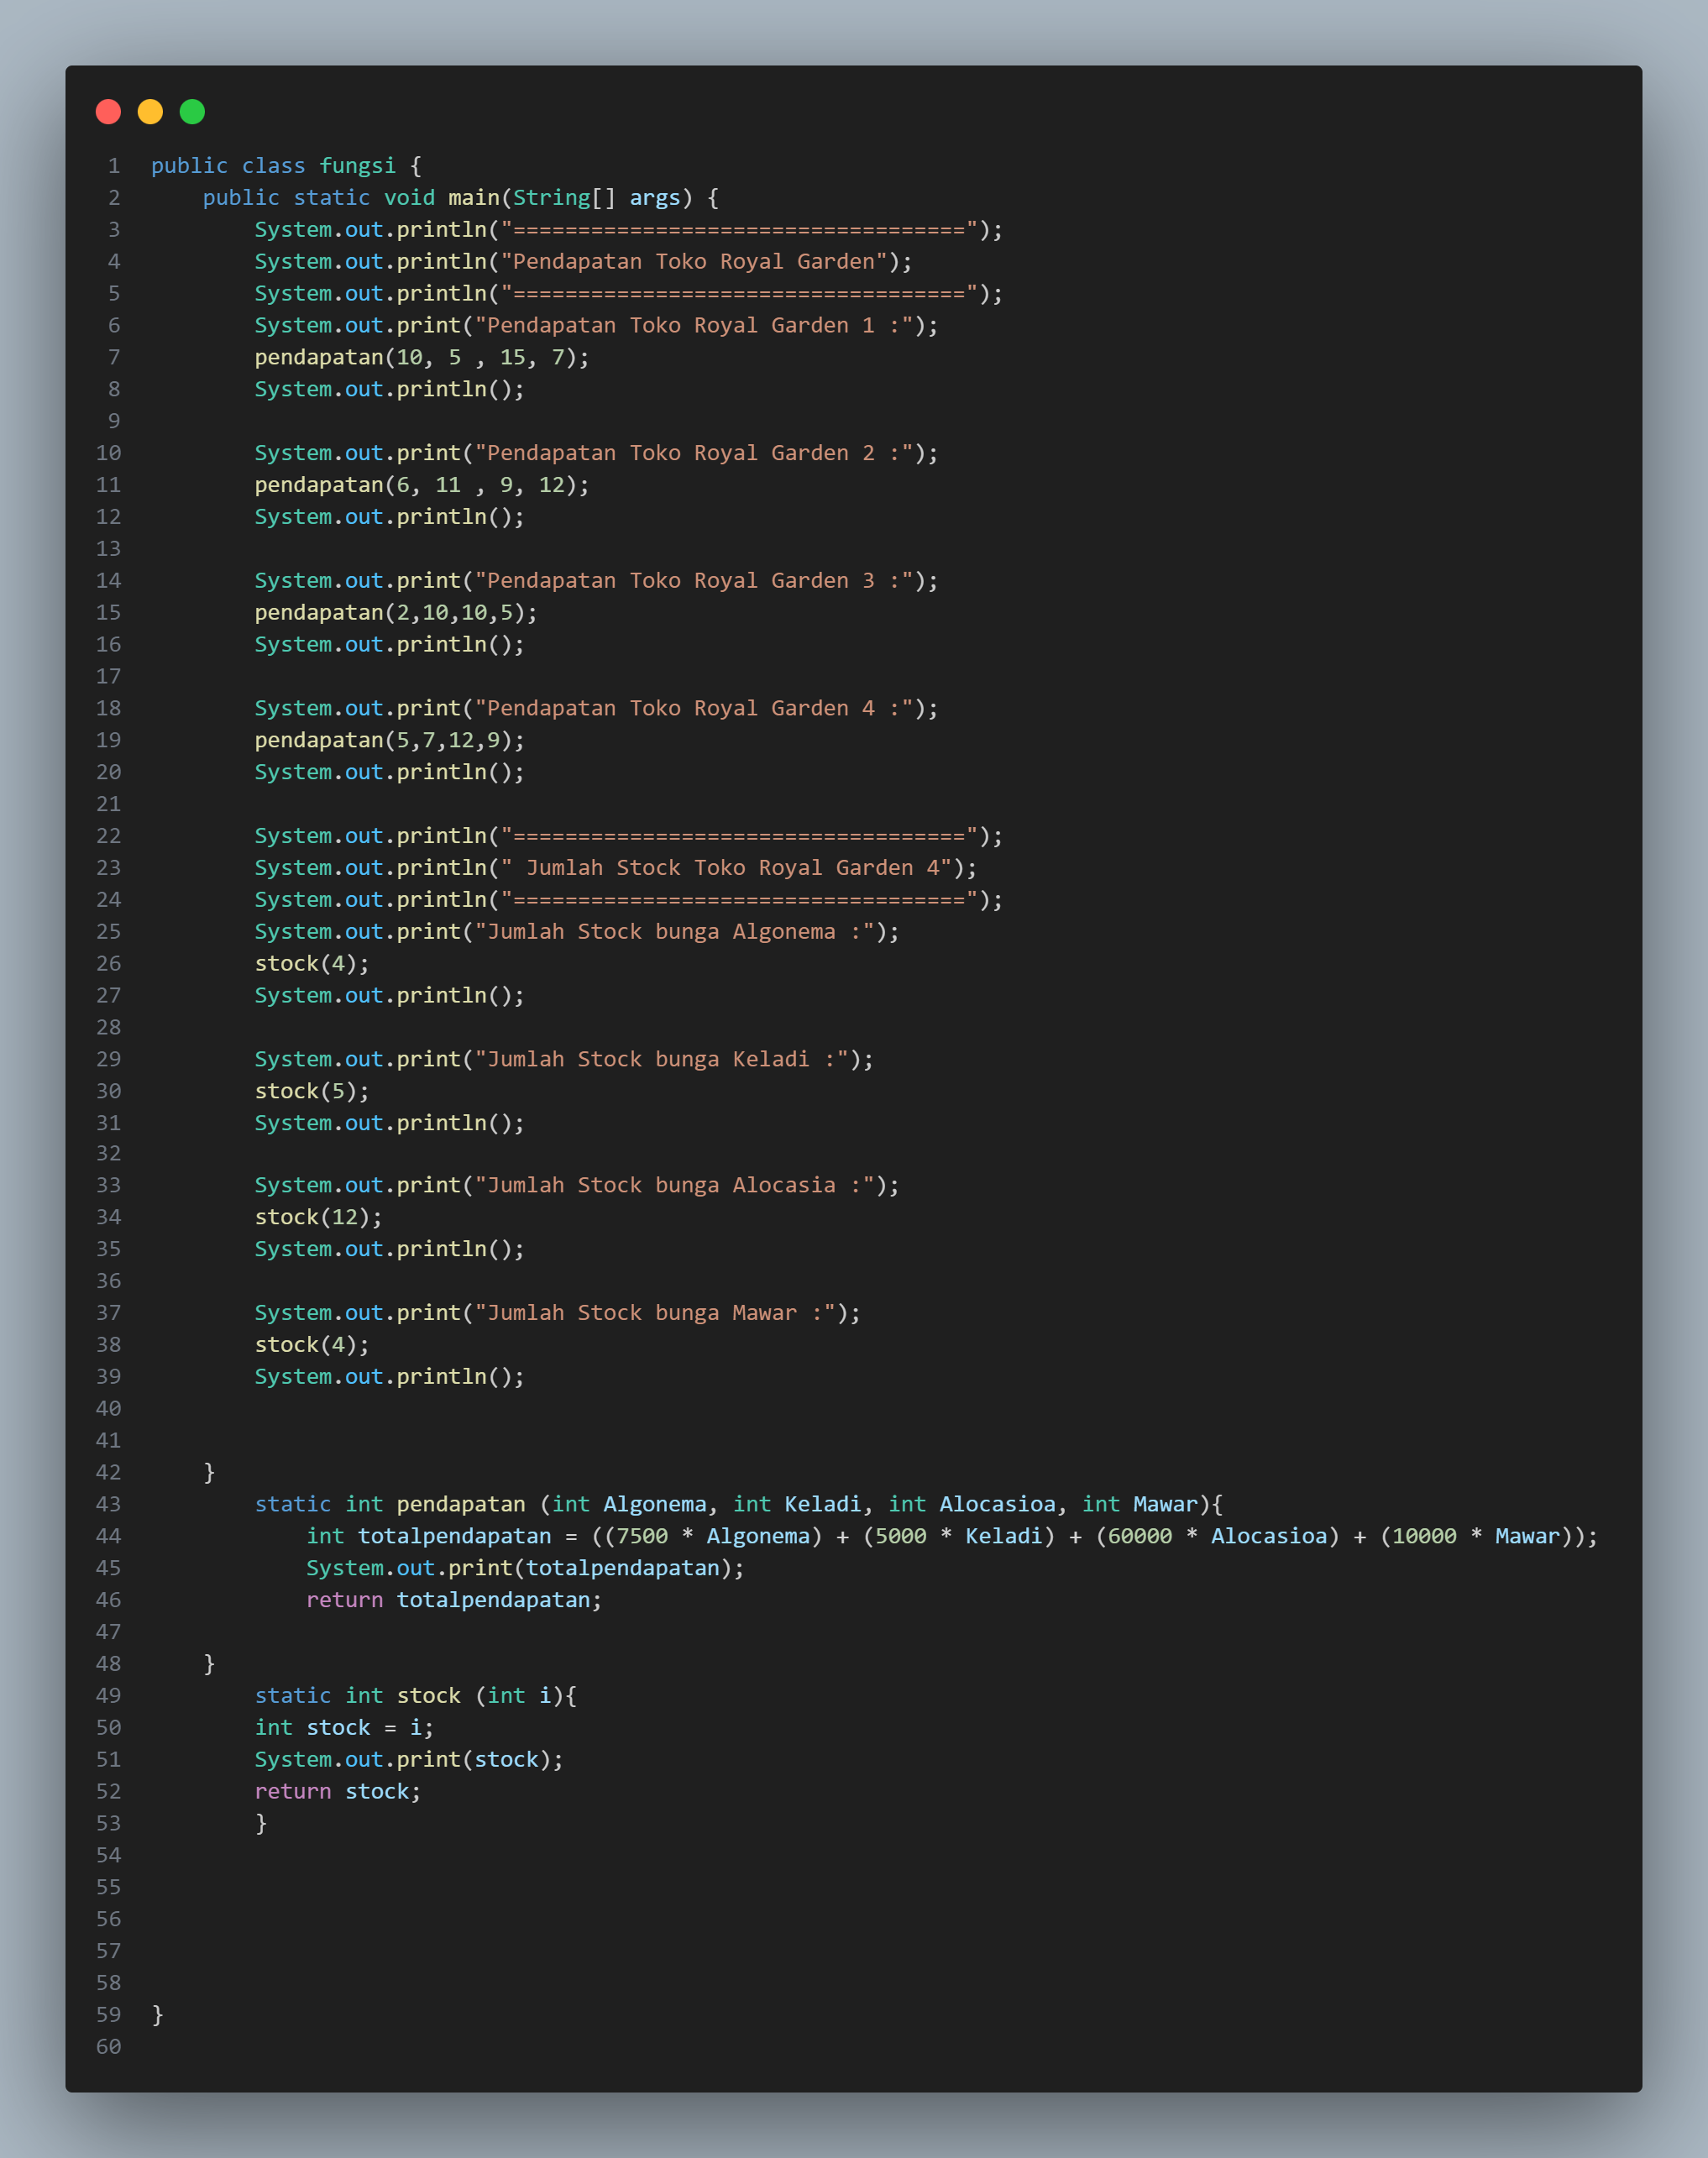 1 public class fungsi {
2     public static void main(String[] args) {
3         System.out.println("===================================");
4         System.out.println("Pendapatan Toko Royal Garden");
5         System.out.println("===================================");
6         System.out.print("Pendapatan Toko Royal Garden 1 :");
7         pendapatan(10, 5 , 15, 7);
8         System.out.println();
9
10         System.out.print("Pendapatan Toko Royal Garden 2 :");
11         pendapatan(6, 11 , 9, 12);
12         System.out.println();
13
14         System.out.print("Pendapatan Toko Royal Garden 3 :");
15         pendapatan(2,10,10,5);
16         System.out.println();
17
18         System.out.print("Pendapatan Toko Royal Garden 4 :");
19         pendapatan(5,7,12,9);
20         System.out.println();
21
22         System.out.println("===================================");
23         System.out.println(" Jumlah Stock Toko Royal Garden 4");
24         System.out.println("===================================");
25         System.out.print("Jumlah Stock bunga Algonema :");
26         stock(4);
27         System.out.println();
28
29         System.out.print("Jumlah Stock bunga Keladi :");
30         stock(5);
31         System.out.println();
32
33         System.out.print("Jumlah Stock bunga Alocasia :");
34         stock(12);
35         System.out.println();
36
37         System.out.print("Jumlah Stock bunga Mawar :");
38         stock(4);
39         System.out.println();
40
41
42     }
43         static int pendapatan (int Algonema, int Keladi, int Alocasioa, int Mawar){
44             int totalpendapatan = ((7500 * Algonema) + (5000 * Keladi) + (60000 * Alocasioa) + (10000 * Mawar));
45             System.out.print(totalpendapatan);
46             return totalpendapatan;
47
48     }
49         static int stock (int i){
50         int stock = i;
51         System.out.print(stock);
52         return stock;
53         }
54
55
56
57
58
59 }
60